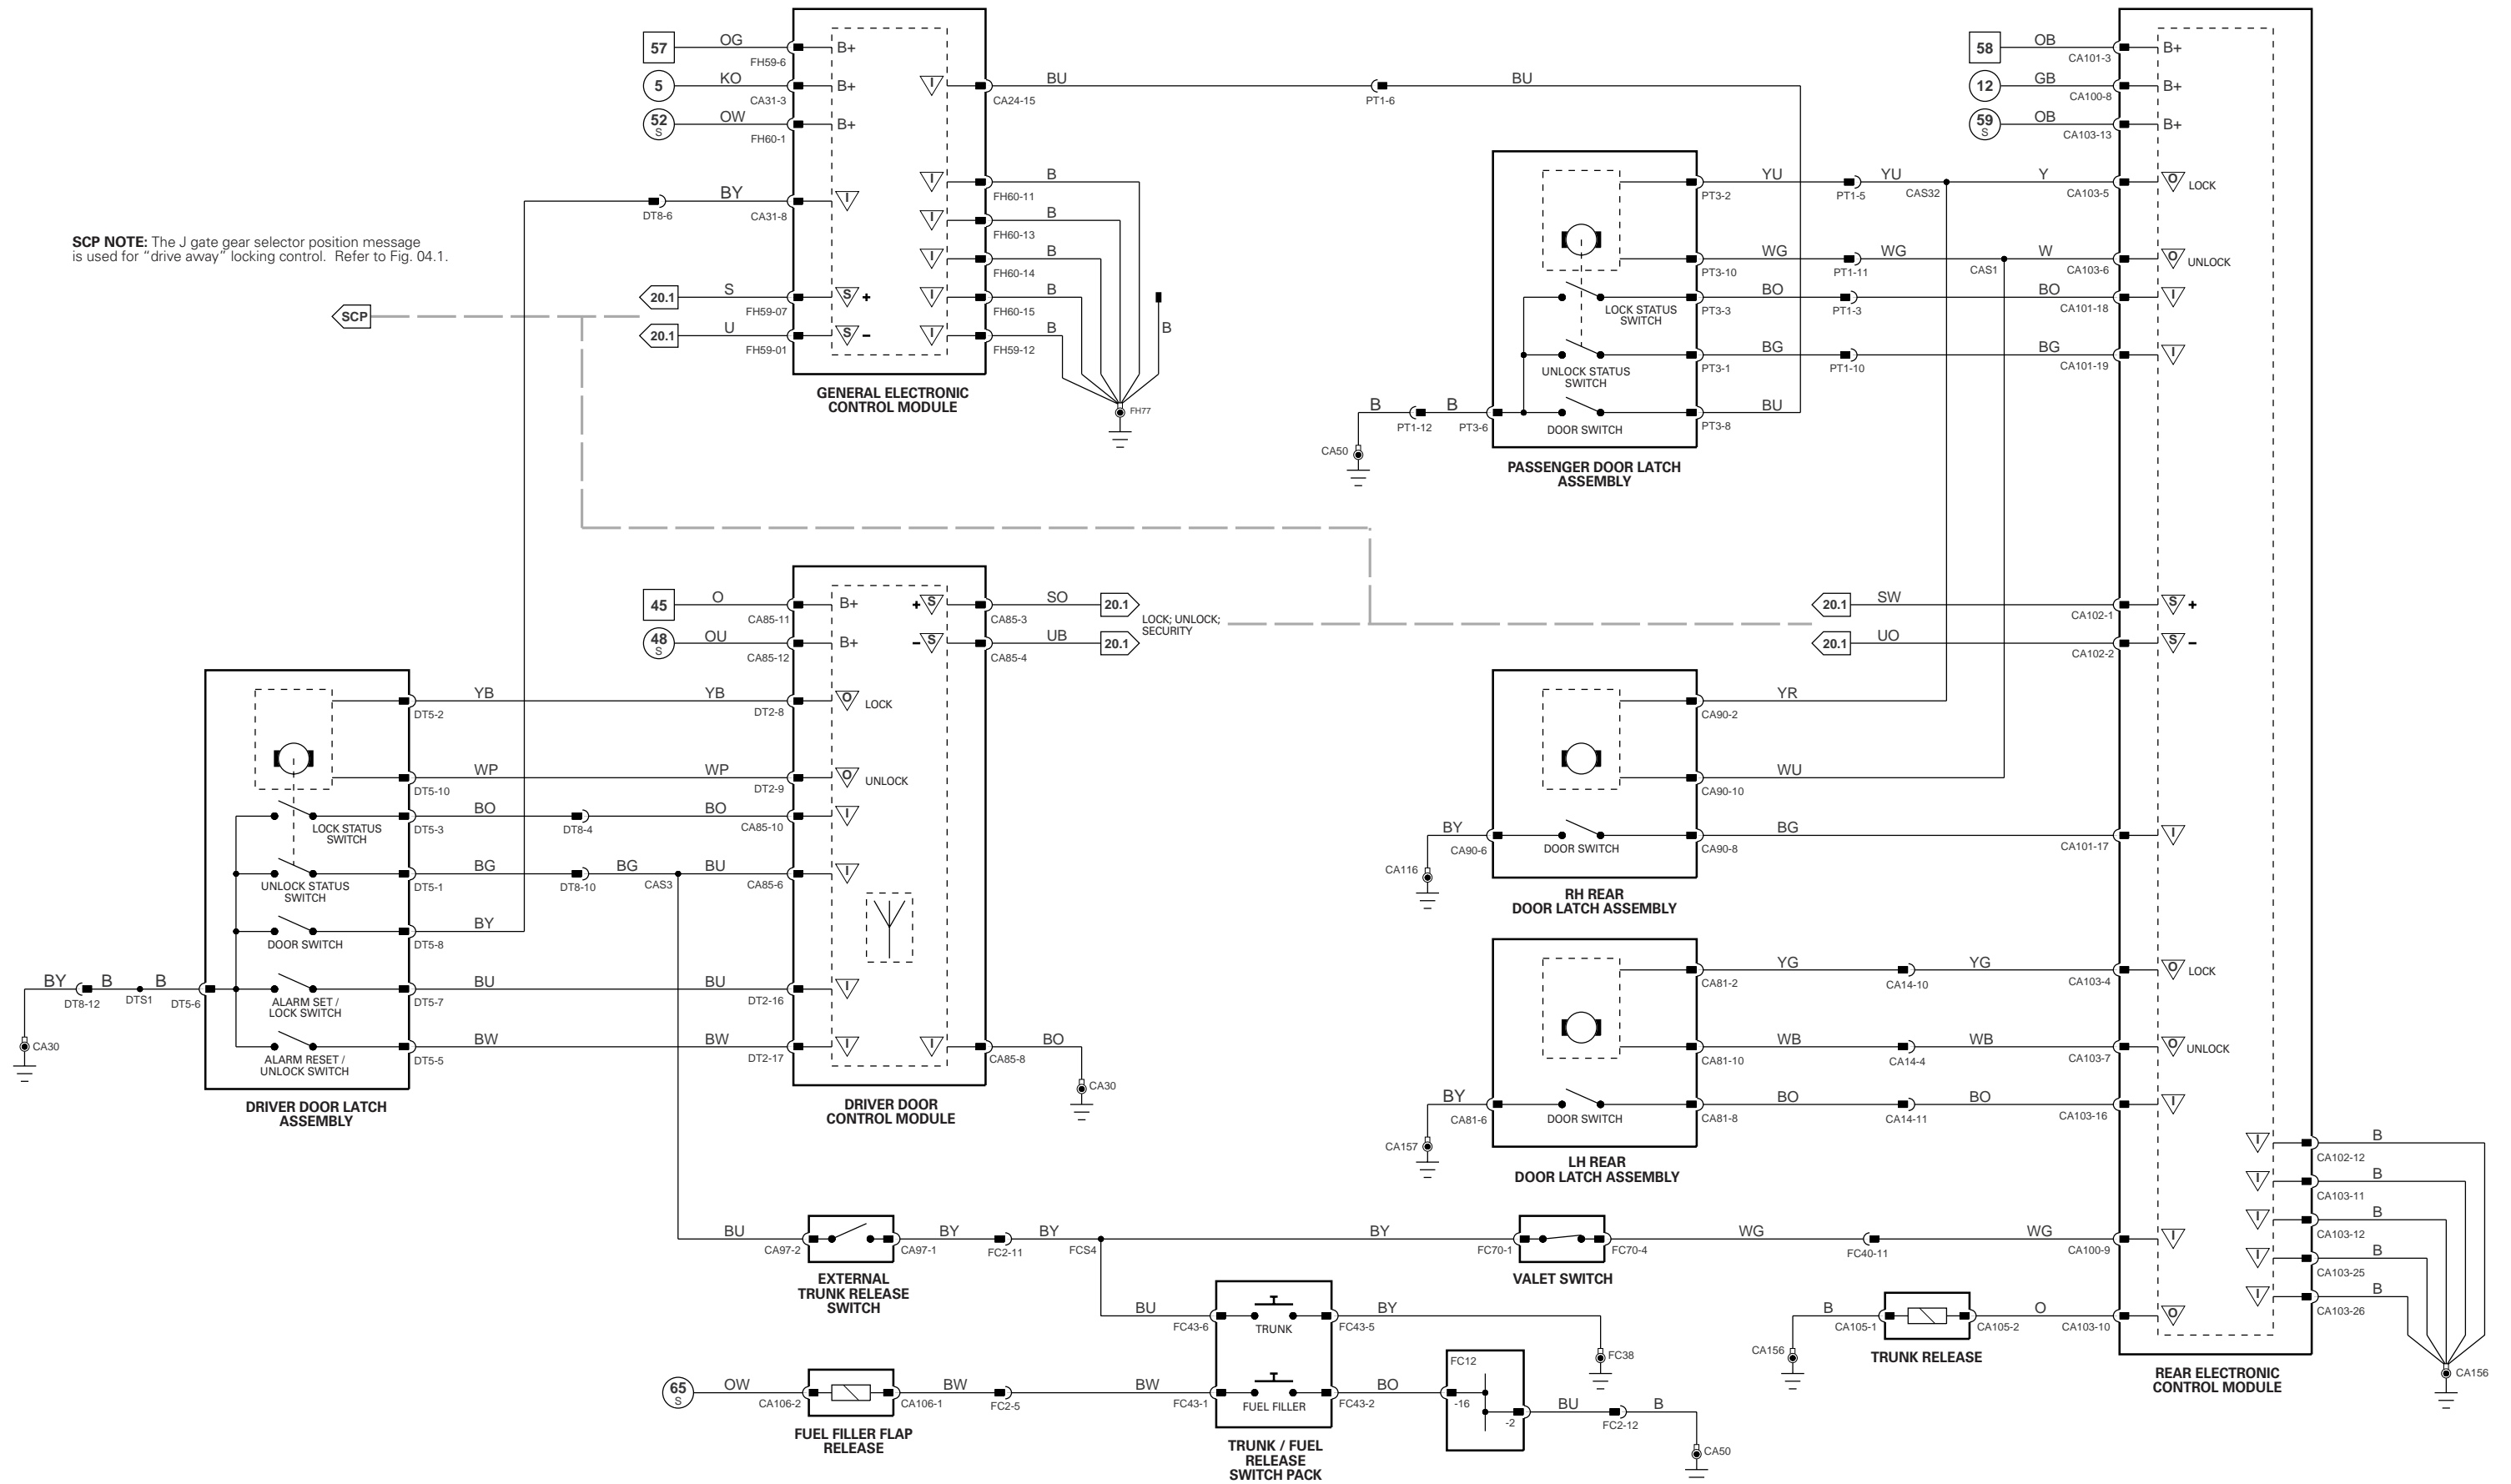 SCP NOTE: The J gate gear selector position message
is used for “drive away” locking control. Refer to Fig. 04.1.
SCP
57
OG
FH59-6
B+
5
KO
CA31-3
B+
52
S
OW
FH60-1
B+
DT8-6
BY
CA31-8
I
20.1
S
FH59-07
S
+
20.1
U
FH59-01
S
–
I
CA24-15
BU
PT1-6
BU
I
FH60-11
B
I
FH60-13
B
I
FH60-14
B
I
FH60-15
B
I
FH59-12
B
B
FH77
GENERAL ELECTRONIC
CONTROL MODULE
PT3-2
YU
PT1-5
YU
CAS32
Y
CA103-5
PT3-10
WG
PT1-11
WG
CAS1
W
CA103-6
LOCK STATUS
SWITCH
PT3-3
BO
PT1-3
BO
CA101-18
UNLOCK STATUS
SWITCH
PT3-1
BG
PT1-10
BG
CA101-19
DOOR SWITCH
PT3-8
BU
CA50
B
PT1-12
B
PT3-6
PASSENGER DOOR LATCH
ASSEMBLY
58
OB
CA101-3
B+
12
GB
CA100-8
B+
59
S
OB
CA103-13
B+
O
LOCK
O
UNLOCK
I
I
20.1
SW
CA102-1
S
+
20.1
UO
CA102-2
S
–
45
O
CA85-11
B+
48
S
OU
CA85-12
B+
+
S
CA85-3
SO
20.1
–
S
CA85-4
UB
20.1
LOCK; UNLOCK;
SECURITY
DT5-2
YB
YB
DT2-8
O
LOCK
DT5-10
WP
WP
DT2-9
O
UNLOCK
LOCK STATUS
SWITCH
DT5-3
BO
DT8-4
BO
CA85-10
I
UNLOCK STATUS
SWITCH
DT5-1
BG
DT8-10
BG
CAS3
BU
CA85-6
I
DOOR SWITCH
DT5-8
BY
CA30
BY
DT8-12
B
DTS1
B
DT5-6
ALARM SET /
LOCK SWITCH
DT5-7
BU
BU
DT2-16
I
ALARM RESET /
UNLOCK SWITCH
DT5-5
BW
BW
DT2-17
I
I
CA85-8
BO
CA30
DRIVER DOOR LATCH
ASSEMBLY
DRIVER DOOR
CONTROL MODULE
CA90-2
YR
CA90-10
WU
CA116
BY
CA90-6
DOOR SWITCH
CA90-8
BG
CA101-17
I
RH REAR
DOOR LATCH ASSEMBLY
CA81-2
YG
CA14-10
YG
CA103-4
O
LOCK
CA81-10
WB
CA14-4
WB
CA103-7
O
UNLOCK
CA157
BY
CA81-6
DOOR SWITCH
CA81-8
BO
CA14-11
BO
CA103-16
I
LH REAR
DOOR LATCH ASSEMBLY
I
CA102-12
B
I
CA103-11
B
I
CA103-12
B
I
CA103-25
B
I
CA103-26
B
CA156
BU
CA97-2
CA97-1
BY
FC2-11
BY
FCS4
BY
FC70-1
FC70-4
WG
FC40-11
WG
CA100-9
I
EXTERNAL
TRUNK RELEASE
SWITCH
VALET SWITCH
BU
FC43-6
TRUNK
FC43-5
BY
FC38
CA156
B
CA105-1
CA105-2
O
CA103-10
O
TRUNK RELEASE
REAR ELECTRONIC
CONTROL MODULE
65
S
OW
CA106-2
CA106-1
BW
FC2-5
BW
FC43-1
FUEL FILLER
FC43-2
BO
FC12
-16
-2
BU
FC2-12
B
CA50
FUEL FILLER FLAP
RELEASE
TRUNK / FUEL
RELEASE
SWITCH PACK